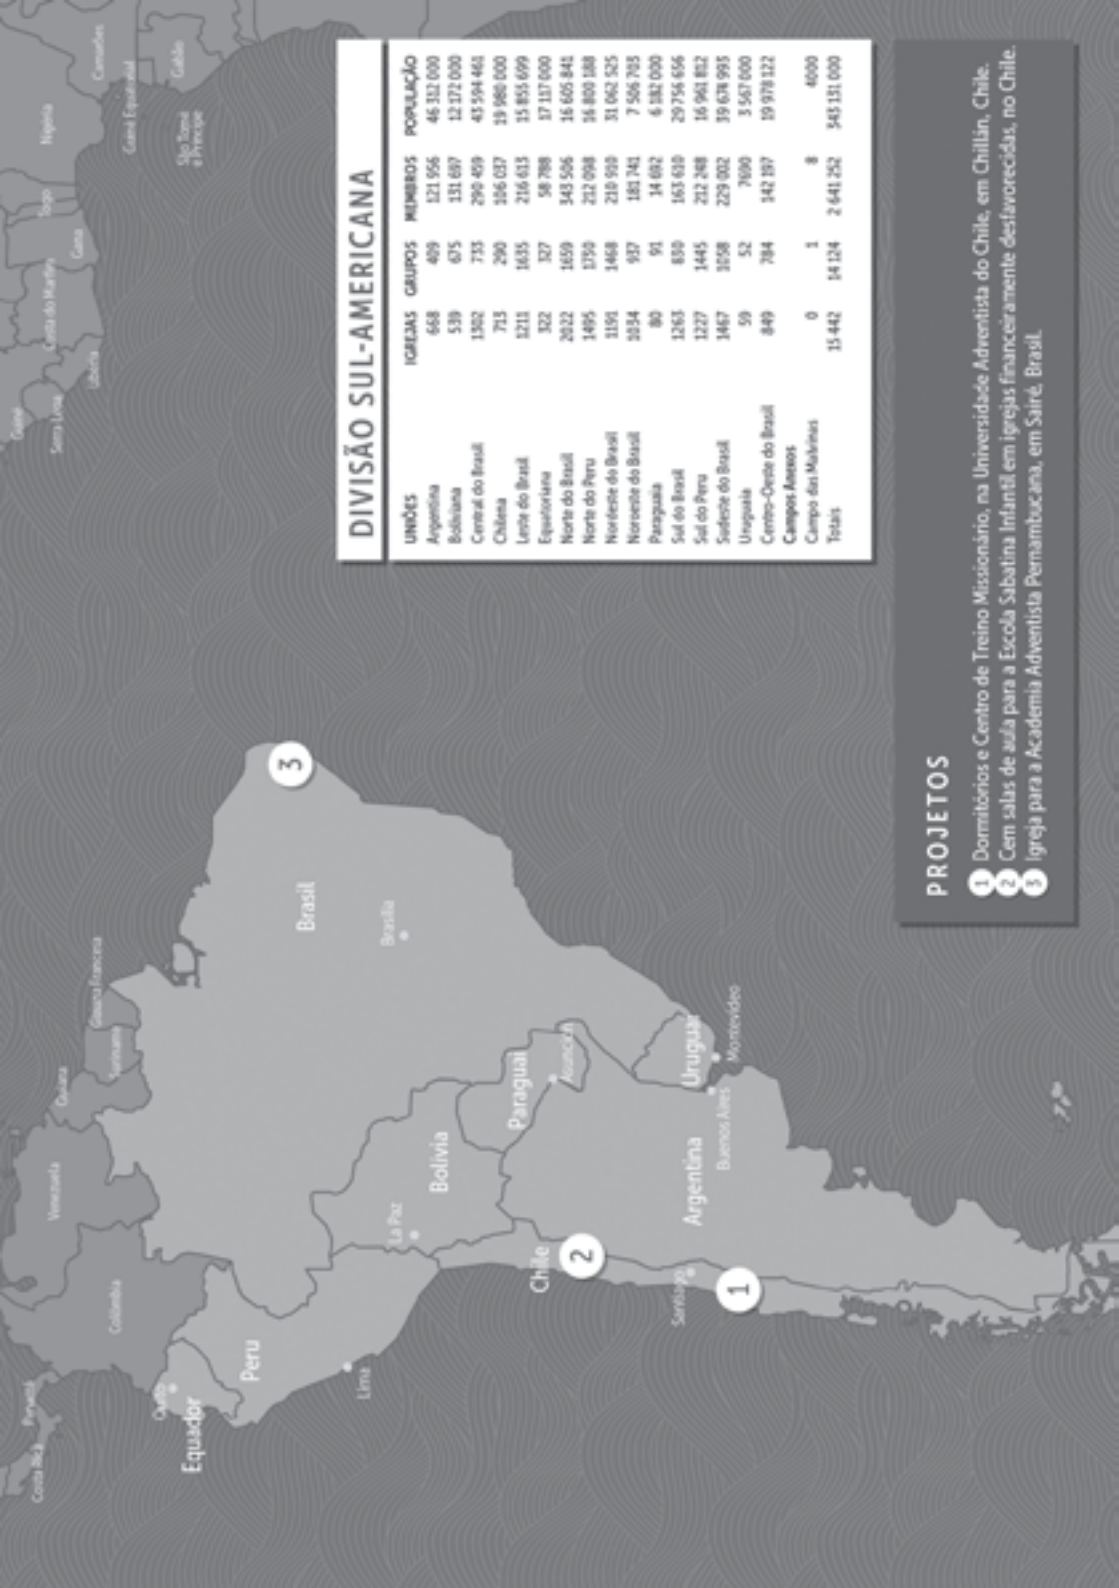 DIVISÃO SUL-AMERICANA
UNIÕES IGREJAS GRUPOS MEMBROS POPULAÇÃO
Argentina 668 409 121 956 46 312 000
Boliviana 539 675 131 697 12 172 000
Central do Brasil 1302 733 290 459 43 594 461
Chilena 713 290 106 037 19 980 000
Leste do Brasil 1211 1635 216 613 15 855 699
Equatoriana 322 327 58 788 17 117 000
Norte do Brasil 2022 1659 343 506 16 605 841
Norte do Peru 1495 1750 212 098 16 800 188
Nordeste do Brasil 1191 1468 210 910 31 062 525
Noroeste do Brasil 1034 937 181 741 7 506 703
Paraguaia 80 91 14 692 6 182 000
Sul do Brasil 1263 830 163 610 29 756 656
Sul do Peru 1227 1445 212 248 16 961 812
Sudeste do Brasil 1467 1058 229 002 39 674 993
Uruguaia 59 52 7690 3 567 000
Centro-Oeste do Brasil 849 784 142 197 19 978 122
Campos Anexos
Campo das Malvinas 0 1 8 4000
Totais 15 442 14 124 2 641 252 343 131 000
PROJETOS
1 Dormitórios e Centro de Treino Missionário, na Universidade Adventista do Chile, em Chillán, Chile.
2 Cem salas de aula para a Escola Sabatina Infantil em igrejas financeiramente desfavorecidas, no Chile.
3 Igreja para a Academia Adventista Pernambucana, em Sairé, Brasil.
Costa Rica
Panamá
Colômbia
Venezuela
Guiana
Suriname
Guiana Francesa
Quito
Equador
Peru
Lima
Brasil
Brasília
3
La Paz
Bolívia
Paraguai
Asunción
Chile
2
Santiago
1
Argentina
Buenos Aires
Uruguai
Montevideo
Guiné
Serra Leoa
Libéria
Costa do Marfim
Gana
Togo
Nigéria
Camarões
Guiné Equatorial
Gabão
São Tomé
e Príncipe